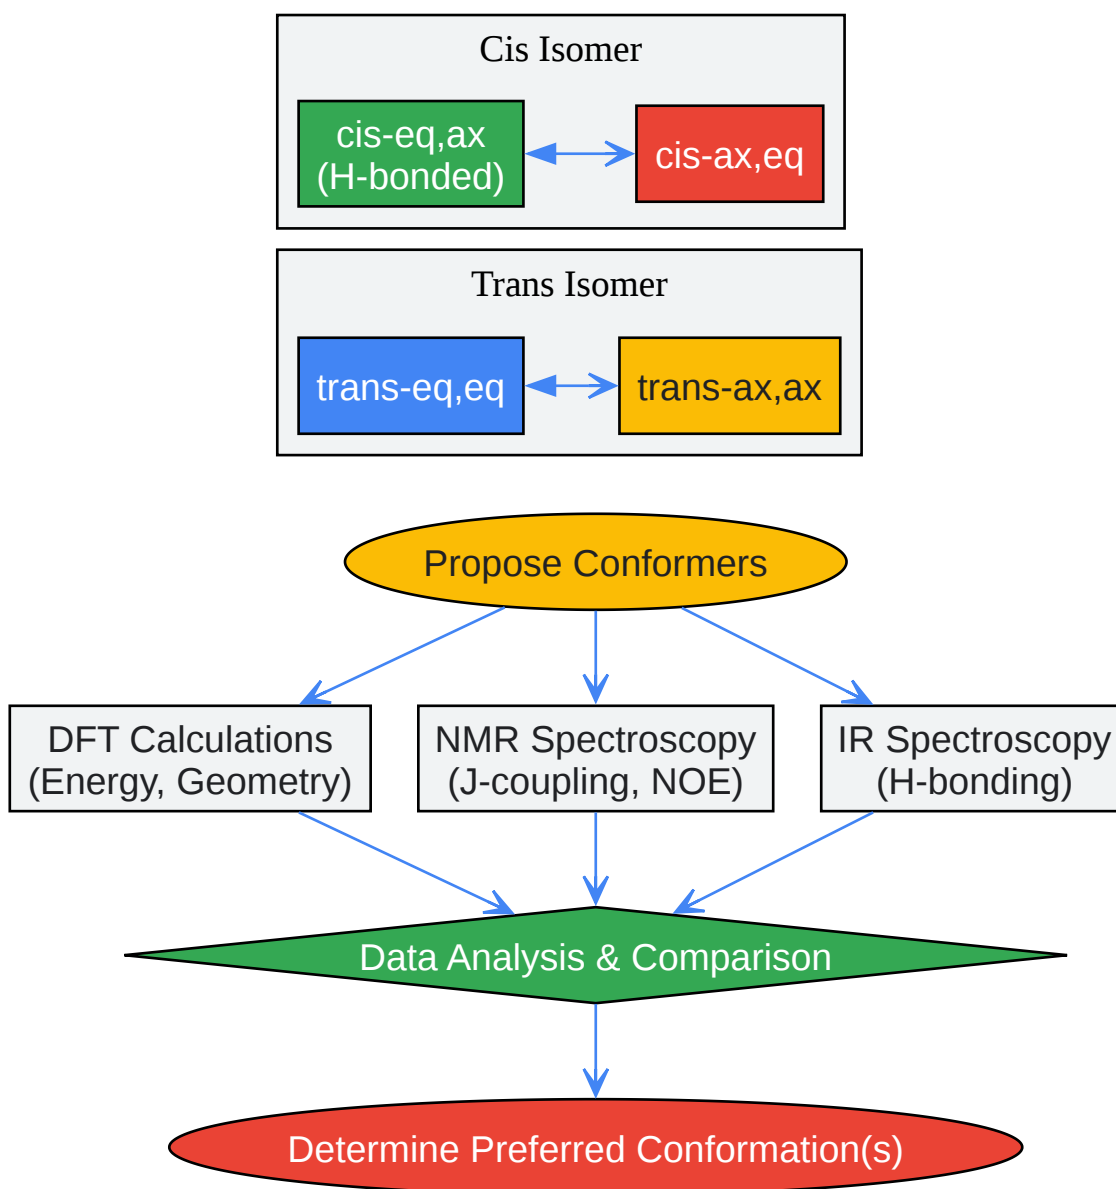 Cis Isomer
cis-eq,ax
(H-bonded)
cis-ax,eq
Trans Isomer
trans-eq,eq
trans-ax,ax
Propose Conformers
DFT Calculations
(Energy, Geometry)
NMR Spectroscopy
(J-coupling, NOE)
IR Spectroscopy
(H-bonding)
Data Analysis & Comparison
Determine Preferred Conformation(s)